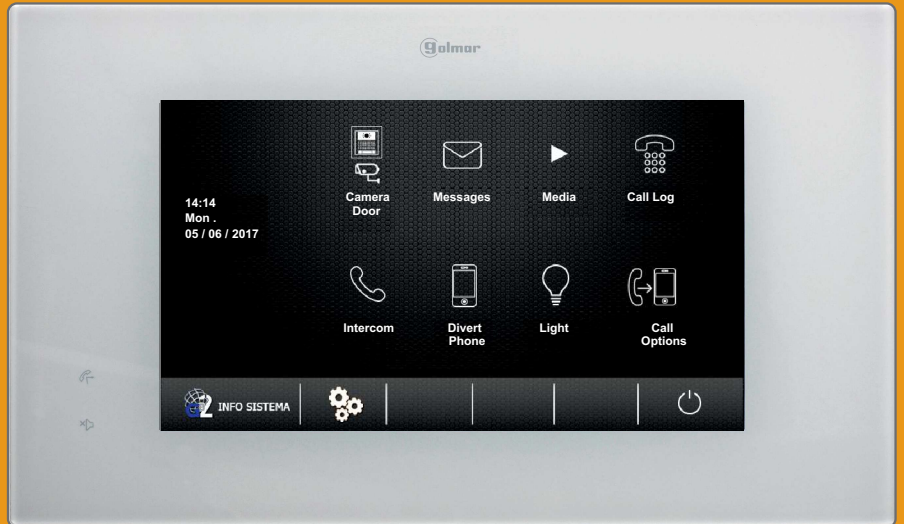 golmar
14:14
Mon .
05 / 06 / 2017
Camera
Door
Messages
Media
Call Log
Intercom
Divert
Phone
Light
Call
Options
G2 INFO SISTEMA